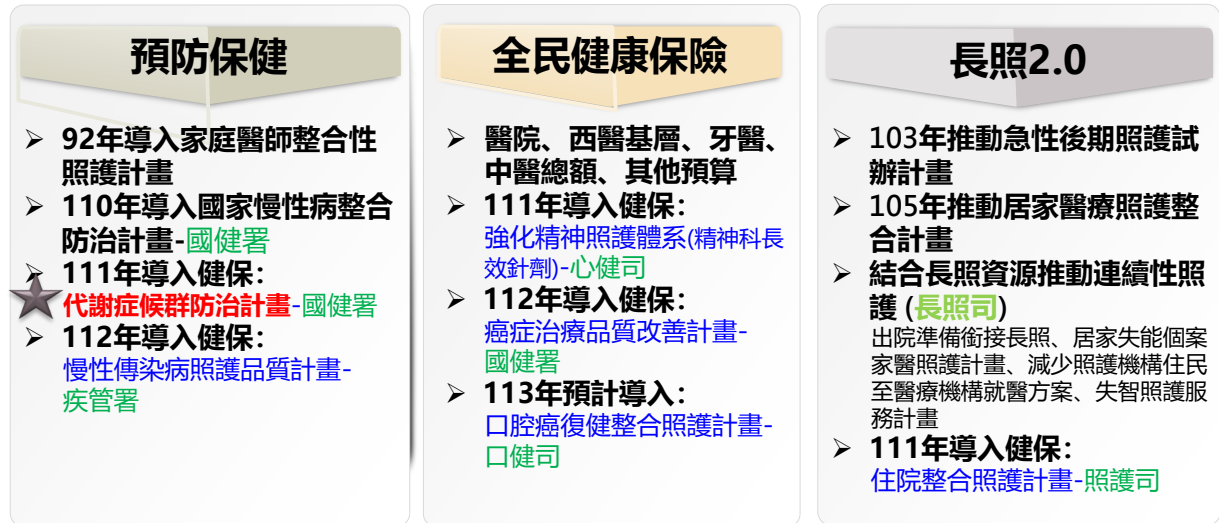 預防保健
➢ 92年導入家庭醫師整合性
照護計畫
➢ 110年導入國家慢性病整合
防治計畫-國健署
➢ 111年導入健保：
代謝症候群防治計畫-國健署
➢ 112年導入健保：
慢性傳染病照護品質計畫-
疾管署
全民健康保險
➢ 醫院、西醫基層、牙醫、
中醫總額、其他預算
➢ 111年導入健保：
強化精神照護體系(精神科長
效針劑)-心健司
➢ 112年導入健保：
癌症治療品質改善計畫-
國健署
➢ 113年預計導入：
口腔癌復健整合照護計畫-
口健司
長照2.0
➢ 103年推動急性後期照護試
辦計畫
➢ 105年推動居家醫療照護整
合計畫
➢ 結合長照資源推動連續性照
護 (長照司)
出院準備銜接長照、居家失能個案
家醫照護計畫、減少照護機構住民
至醫療機構就醫方案、失智照護服
務計畫
➢ 111年導入健保：
住院整合照護計畫-照護司